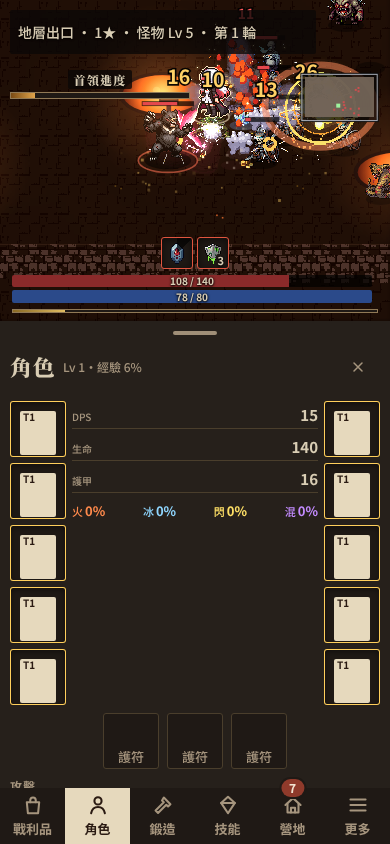 11
地層出口 • 1★ • 怪物 Lv 5 • 第 1 輪
首領進度
16
10
13
26
3
108 / 140
78 / 80
角色 Lv 1 • 經驗 6%
×
T1
T1
DPS 15
生命 140
護甲 16
火 0% 冰 0% 閃 0% 混 0%
T1
T1
T1
T1
T1
T1
T1
T1
護符 護符 護符
攻擊
7
戰利品 角色 鍛造 技能 營地 更多